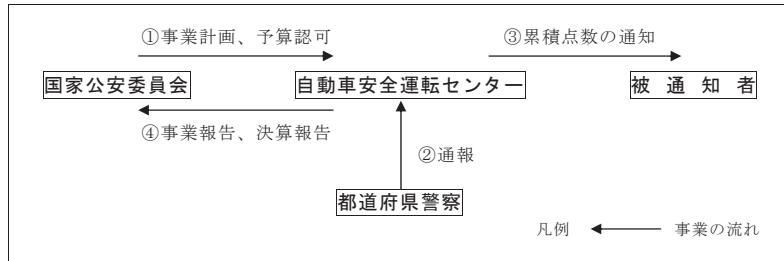 ①事業計画、予算認可
③累積点数の通知
国家公安委員会
自動車安全運転センター
被通知者
④事業報告、決算報告
②通報
都道府県警察
凡例
事業の流れ